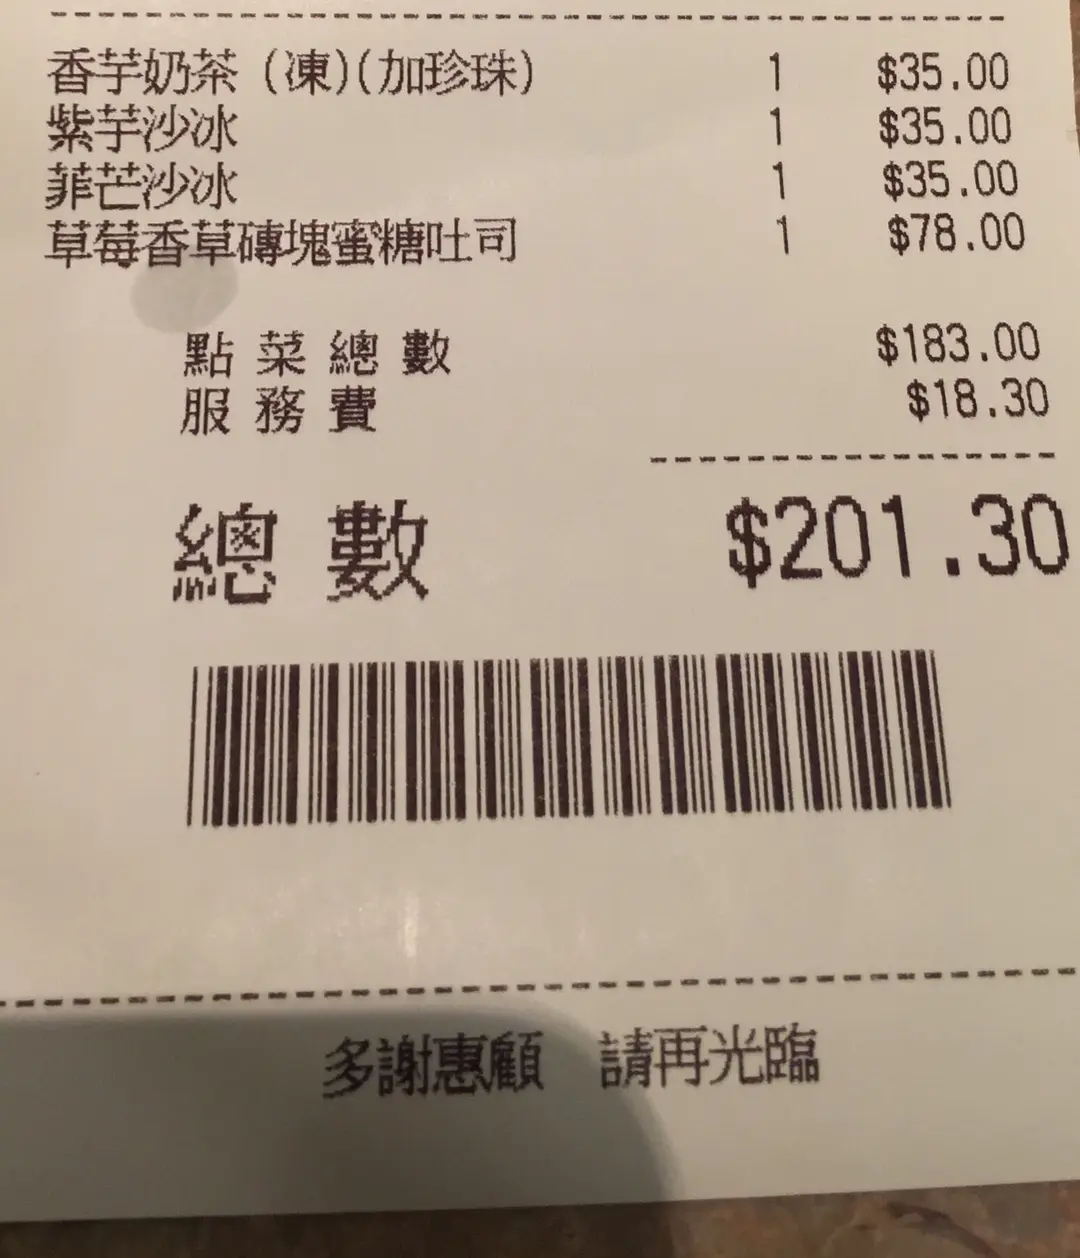 香芋奶茶 (凍)(加珍珠) 1 $35.00
紫芋沙冰 1 $35.00
菲芒沙冰 1 $35.00
草莓香草磚塊蜜糖吐司 1 $78.00
點菜總數 $183.00
服務費 $18.30
總數 $201.30
多謝惠顧 請再光臨